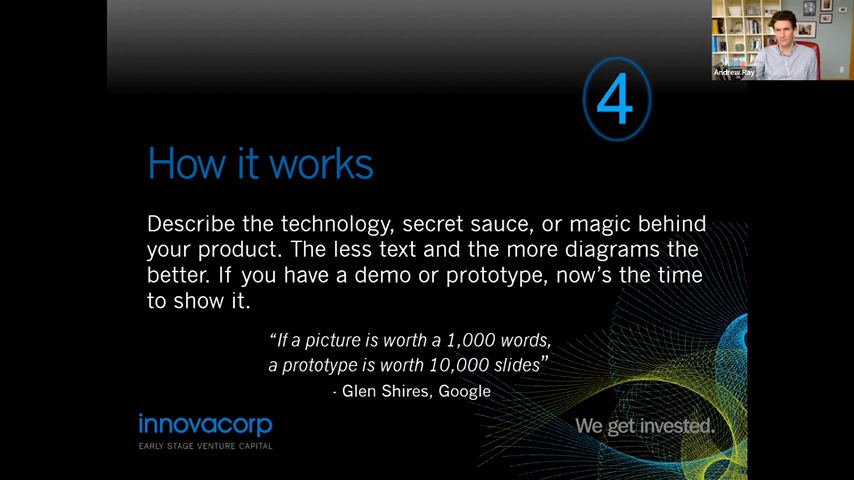 Andrew Ray
4
How it works
Describe the technology, secret sauce, or magic behind
your product. The less text and the more diagrams the
better. If you have a demo or prototype, now's the time
to show it.
“If a picture is worth a 1,000 words,
a prototype is worth 10,000 slides”
- Glen Shires, Google
innovacorp
EARLY STAGE VENTURE CAPITAL
We get invested.